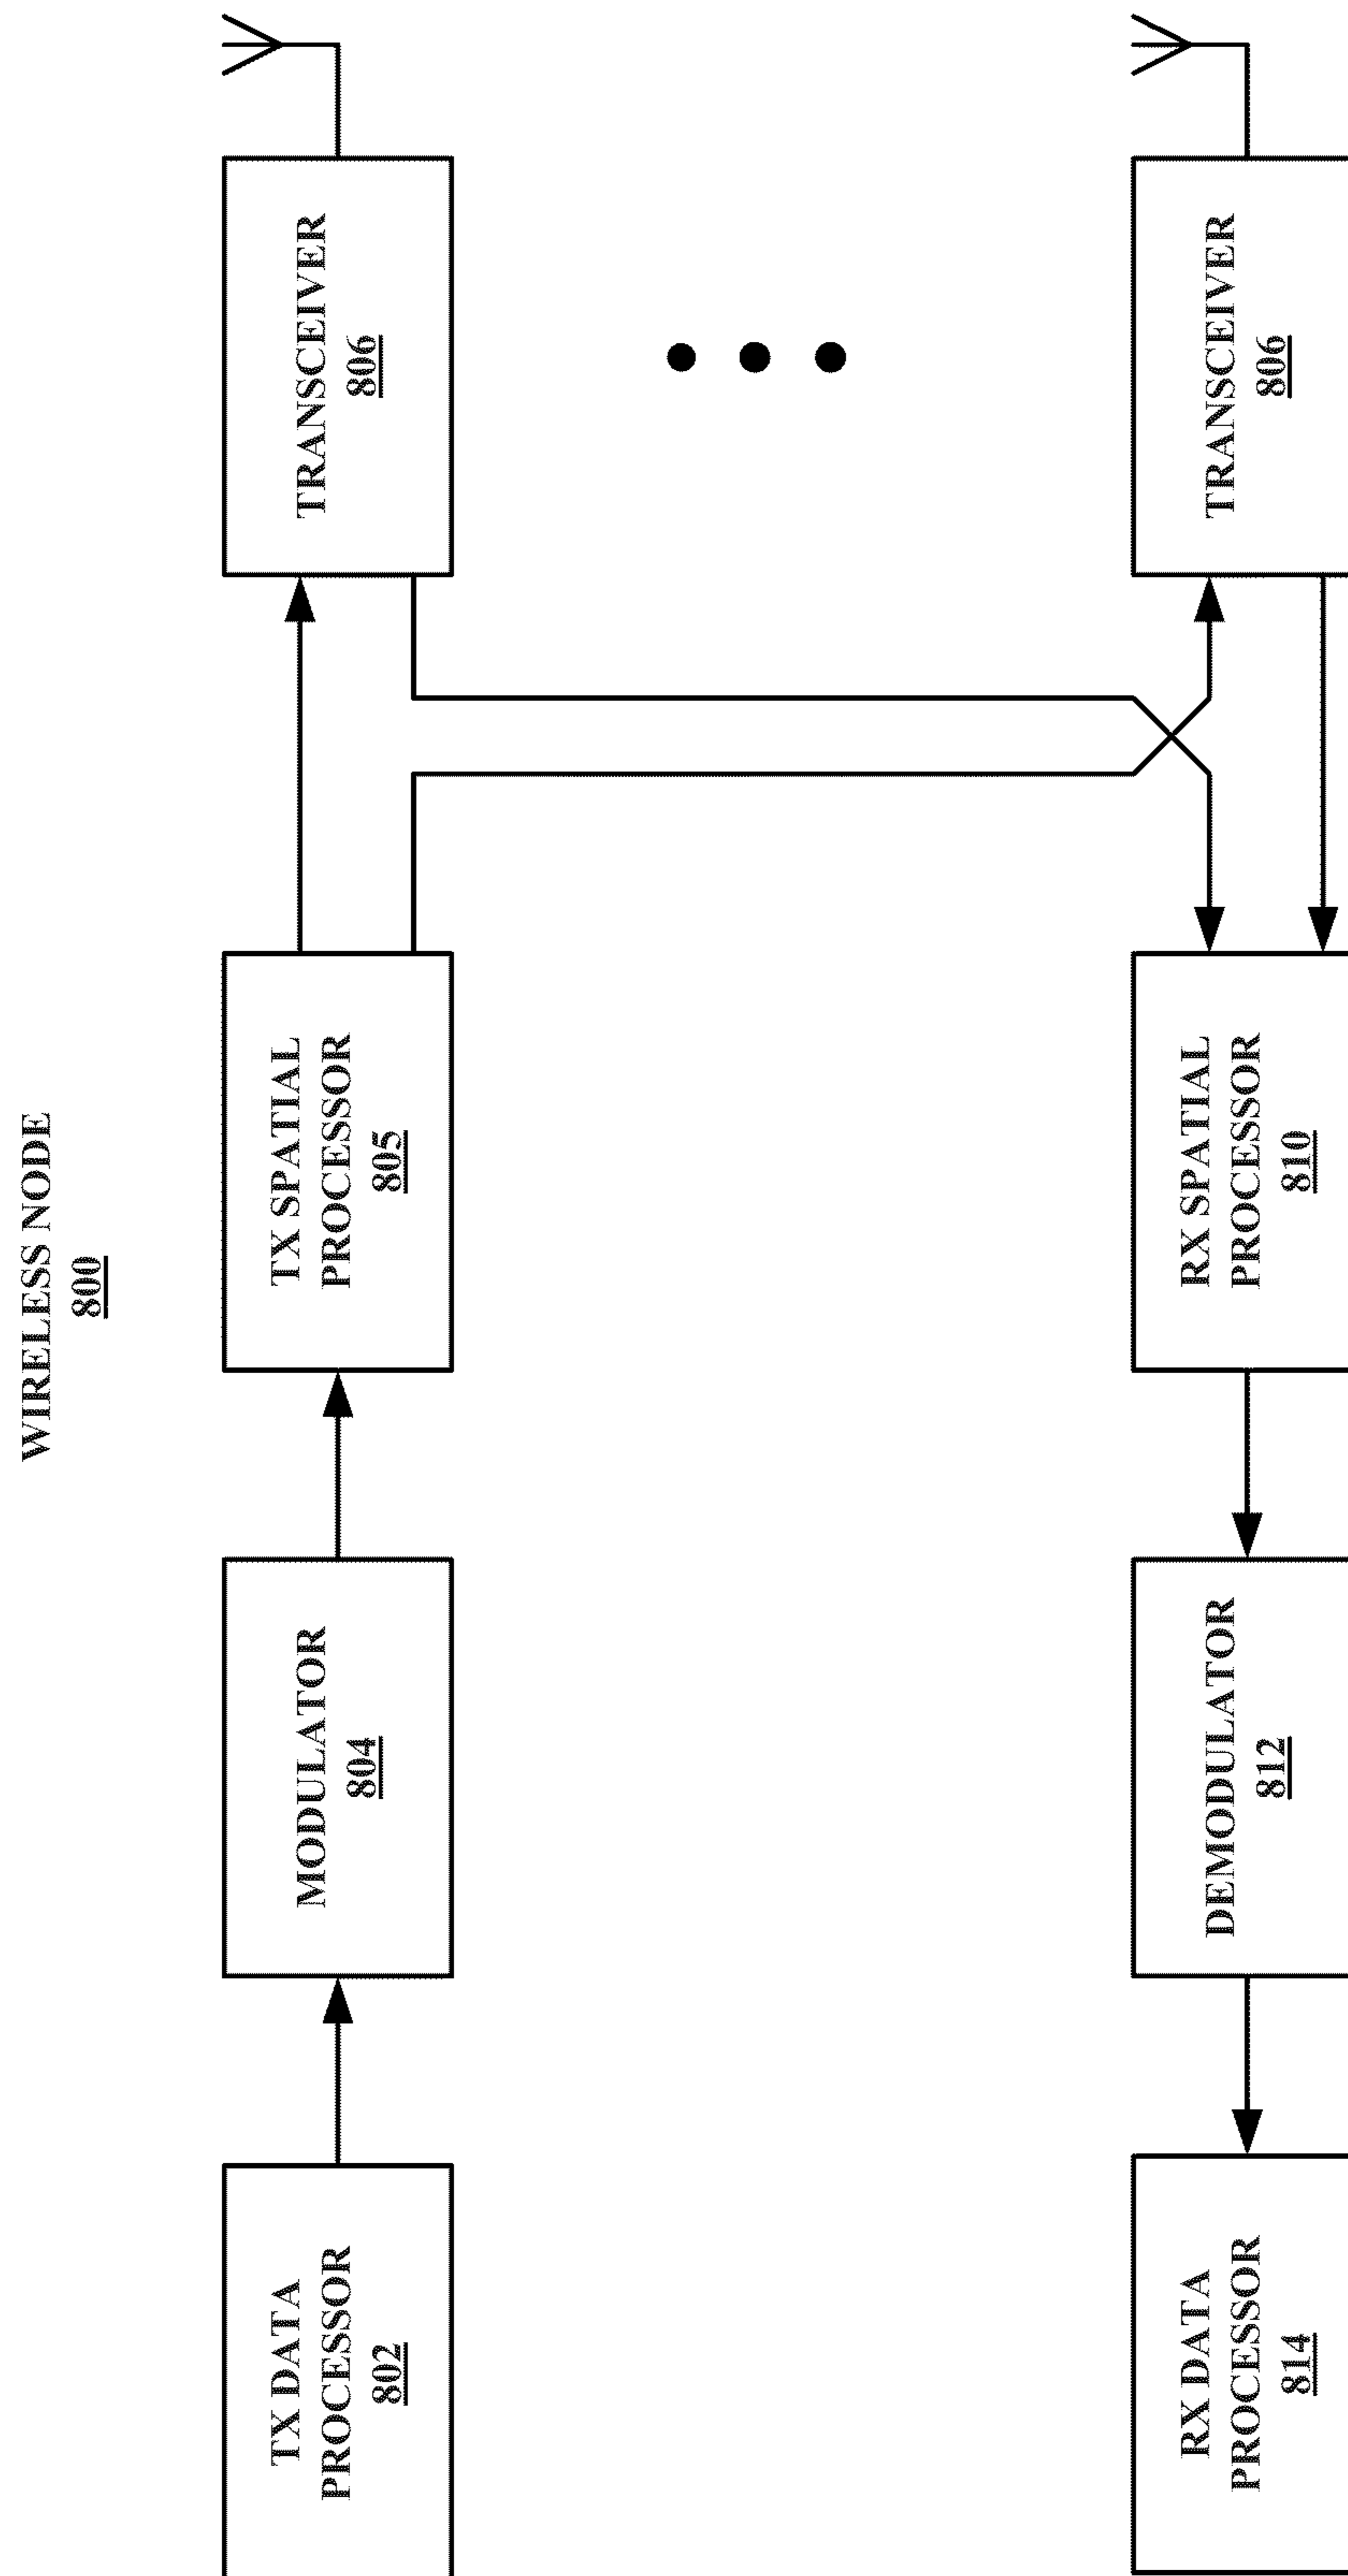 WIRELESS NODE
800
TX DATA
PROCESSOR
802
MODULATOR
804
TX SPATIAL
PROCESSOR
805
TRANSCEIVER
806
RX DATA
PROCESSOR
814
DEMODULATOR
812
RX SPATIAL
PROCESSOR
810
TRANSCEIVER
806